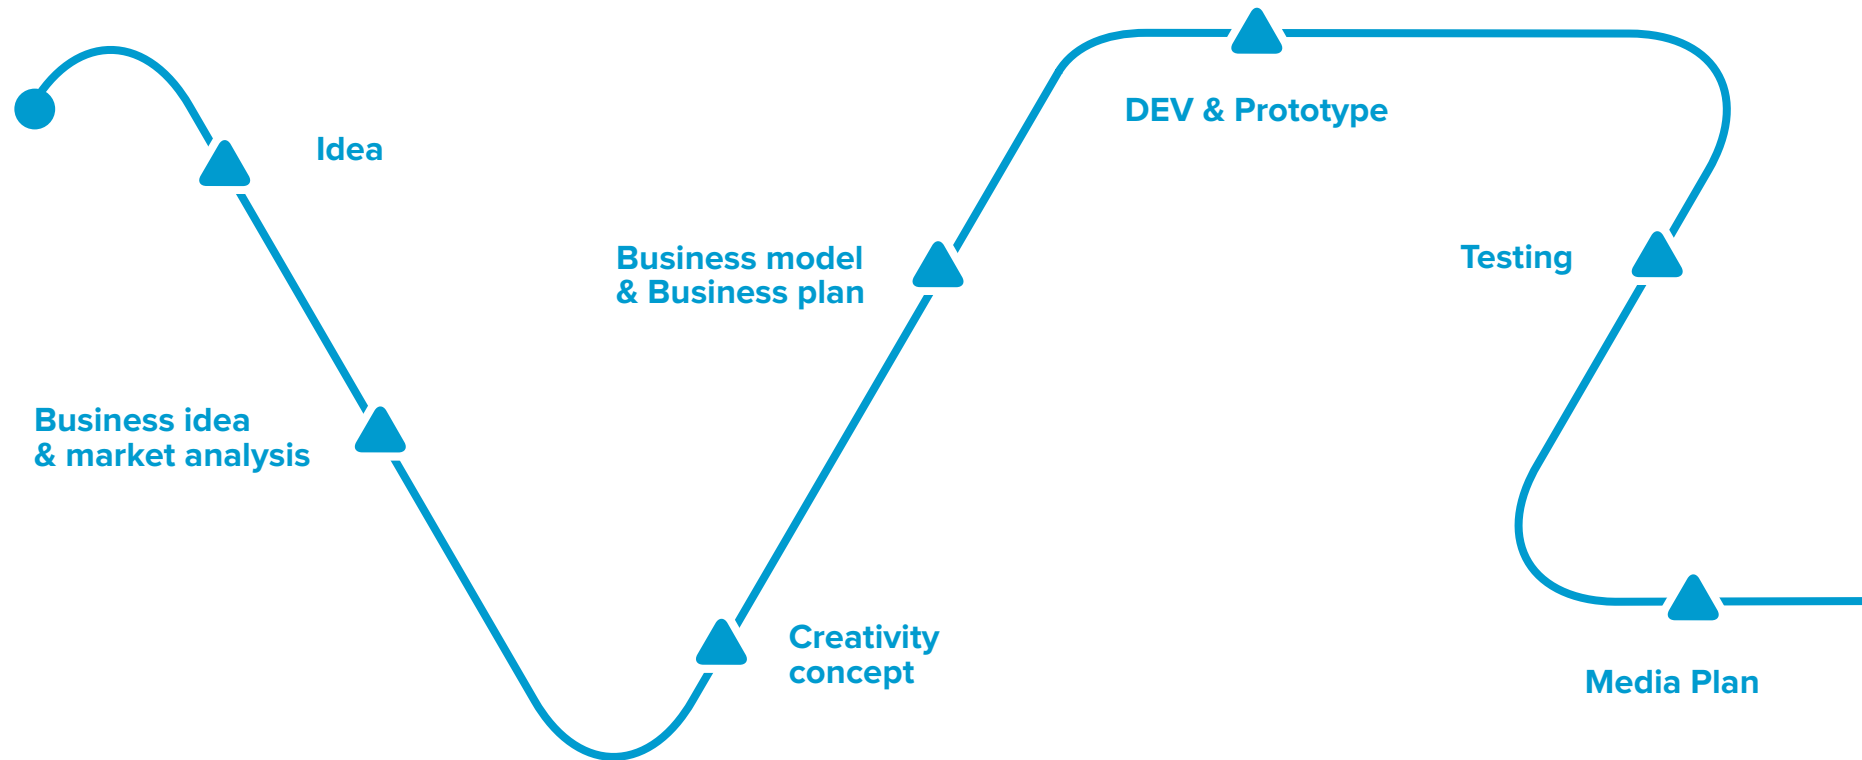 Idea
Business idea
& market analysis
Creativity
concept
Business model
& Business plan
DEV & Prototype
Testing
Media Plan